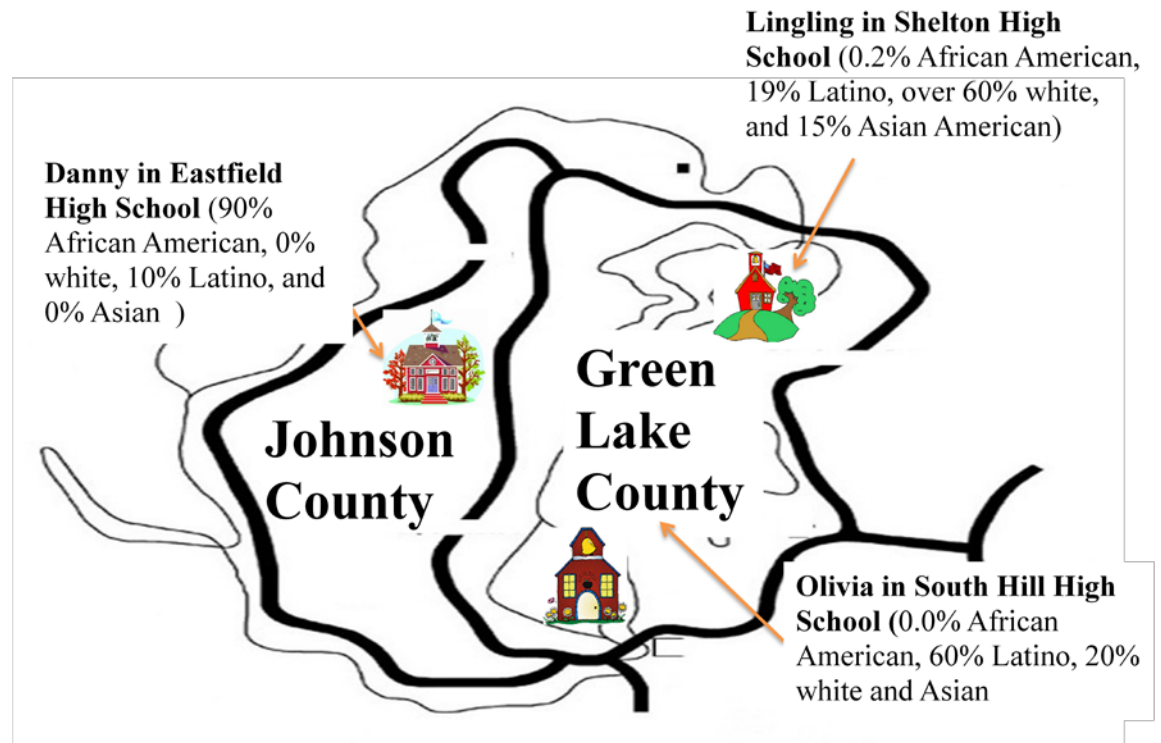 Lingling in Shelton High
School (0.2% African American,
19% Latino, over 60% white,
and 15% Asian American)
Danny in Eastfield
High School (90%
African American, 0%
white, 10% Latino, and
0% Asian )
Green
Lake
County
Johnson
County
Olivia in South Hill High
School (0.0% African
American, 60% Latino, 20%
white and Asian